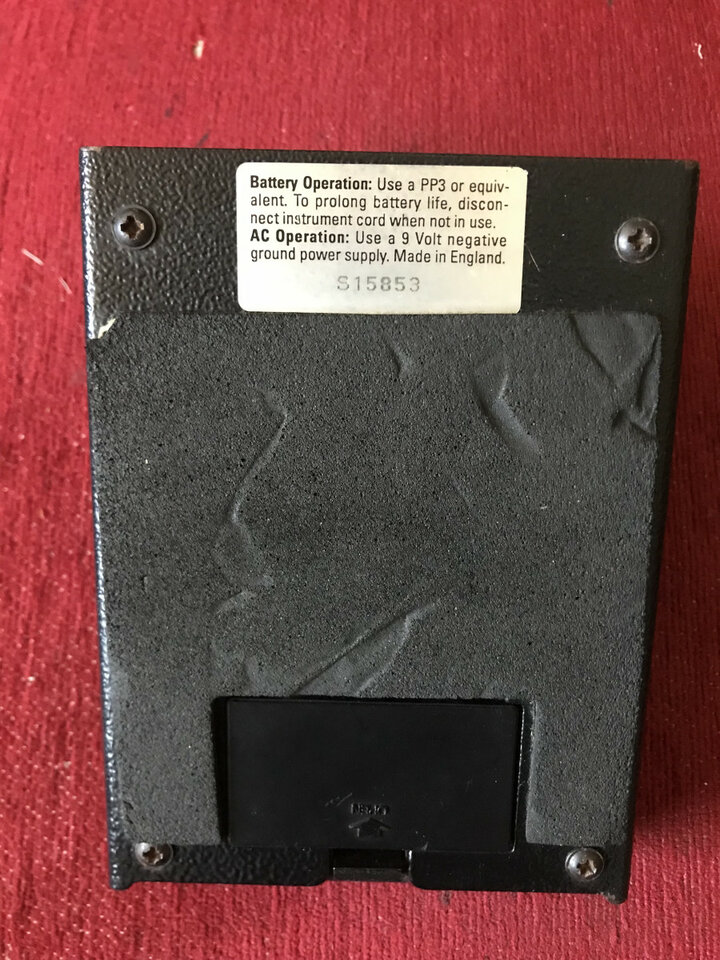 Battery Operation: Use a PP3 or equiv-
alent. To prolong battery life, discon-
nect instrument cord when not in use.
AC Operation: Use a 9 Volt negative
ground power supply. Made in England.
S15853